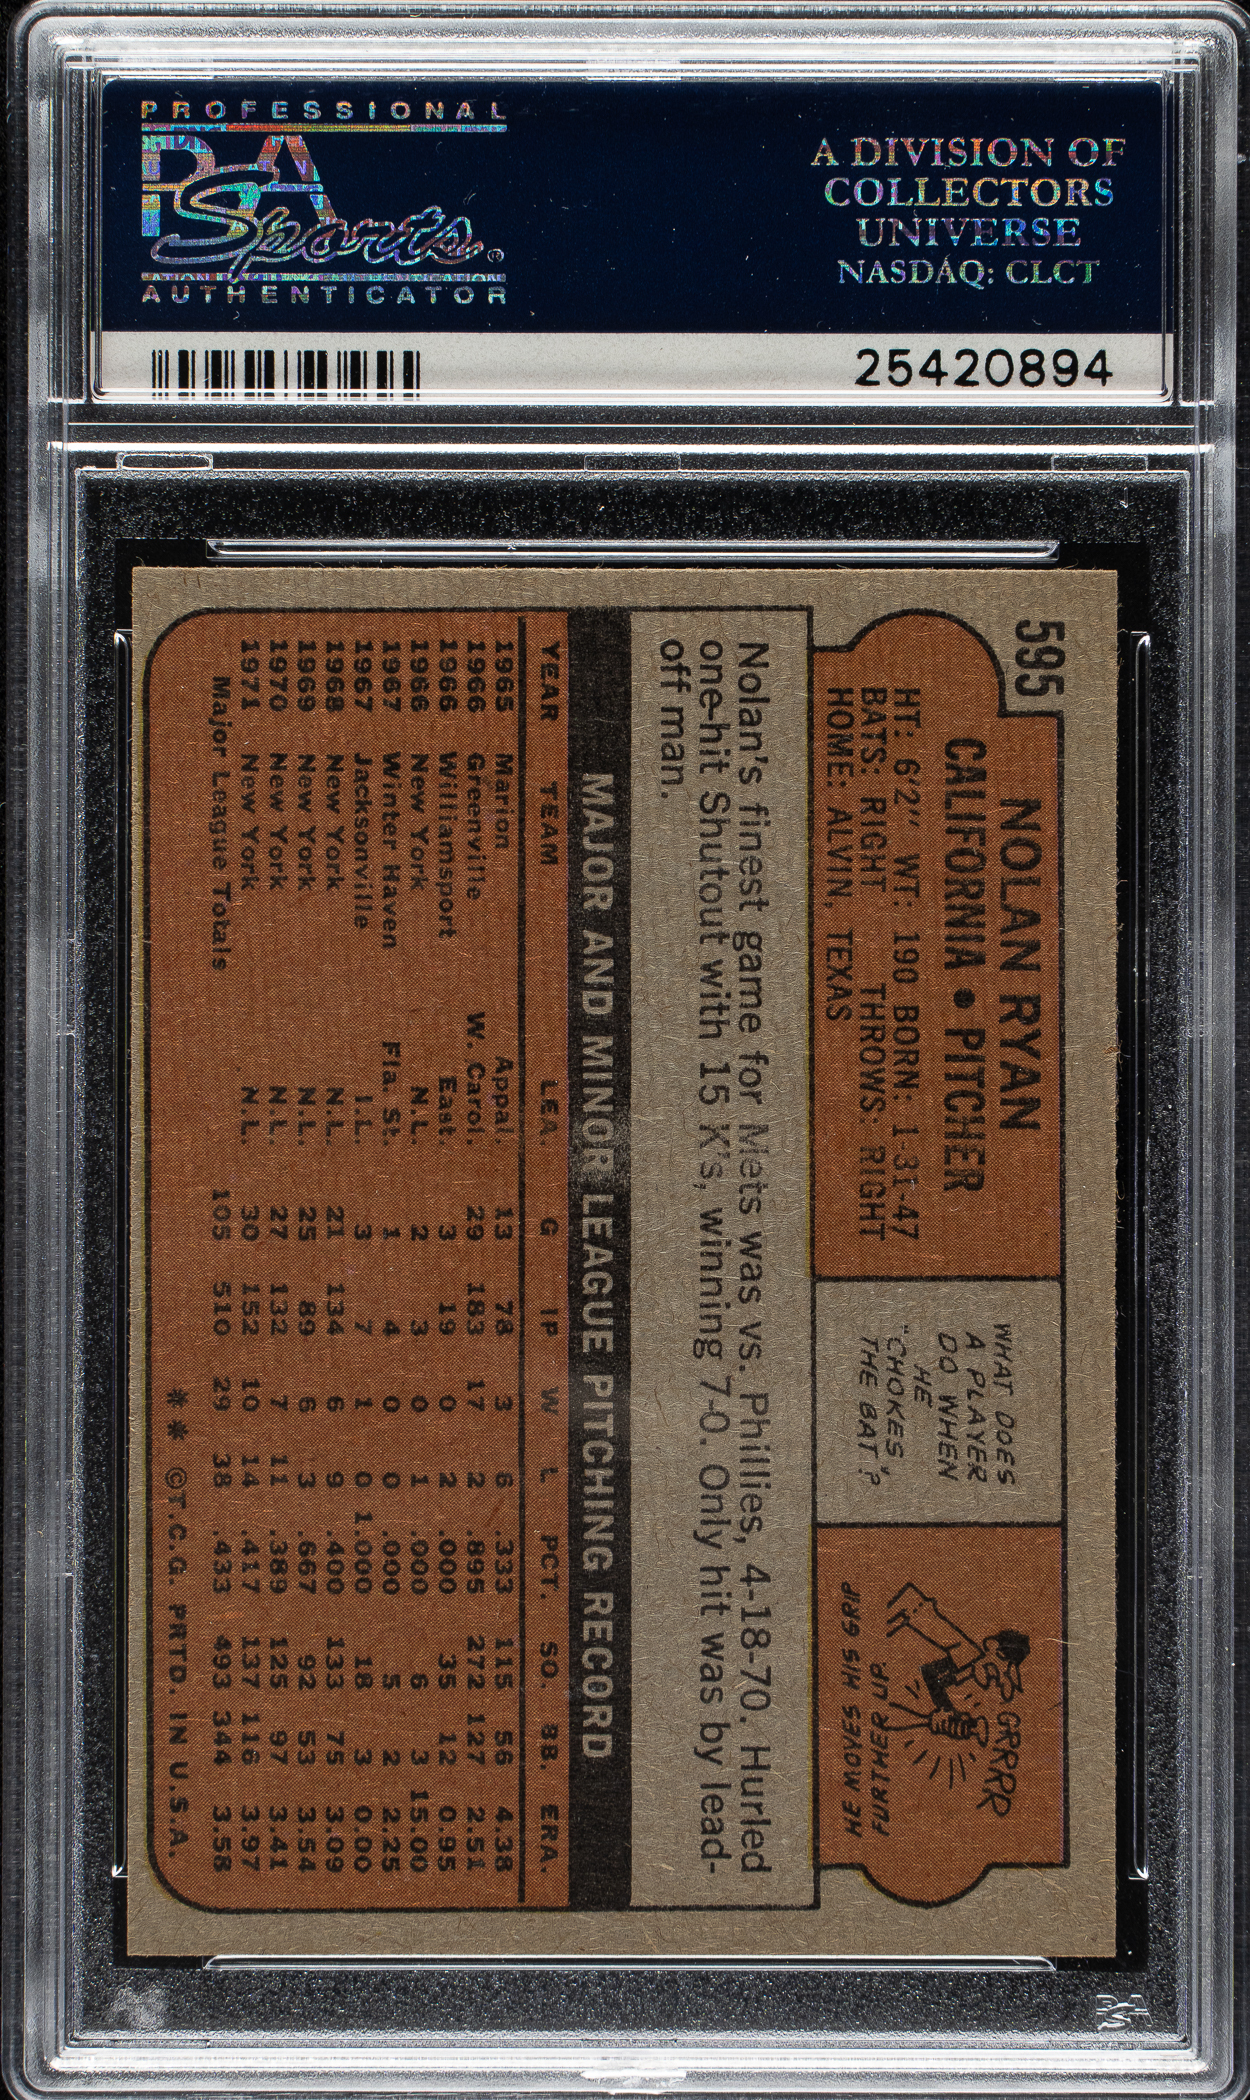 PROFESSIONAL
PSA
Sports®
AUTHENTICATOR
A DIVISION OF
COLLECTORS
UNIVERSE
NASDAQ: CLCT
25420894
595
NOLAN RYAN
CALIFORNIA • PITCHER
HT: 6'2" WT: 190 BORN: 1-31-47
BATS: RIGHT THROWS: RIGHT
HOME: ALVIN, TEXAS
WHAT DOES
A PLAYER
DO WHEN
HE
"CHOKES"
THE BAT?
GRRRR
HE MOVES HIS GRIP
FURTHER UP.
Nolan's finest game for Mets was vs. Phillies, 4-18-70. Hurled
one-hit Shutout with 15 K's, winning 7-0. Only hit was by lead-
off man.
MAJOR AND MINOR LEAGUE PITCHING RECORD
YEAR TEAM LEA. G IP W L PCT. SO. BB. ERA.
1965 Marion Appal. 13 78 3 6 .333 115 56 4.38
1966 Greenville W. Carol. 29 183 17 2 .895 272 127 2.51
1966 Williamsport East. 3 19 0 2 .000 35 12 0.95
1966 New York N.L. 2 3 0 1 .000 6 3 15.00
1967 Winter Haven Fla. St. 1 4 0 0 .000 5 2 2.25
1967 Jacksonville I.L. 3 7 1 0 1.000 18 3 0.00
1968 New York N.L. 21 134 6 9 .400 133 75 3.09
1969 New York N.L. 25 89 6 3 .667 92 53 3.54
1970 New York N.L. 27 132 7 11 .389 125 97 3.41
1971 New York N.L. 30 152 10 14 .417 137 116 3.97
Major League Totals 105 510 29 38 .433 493 344 3.58
** ©T.C.G. PRTD. IN U.S.A.
PSA